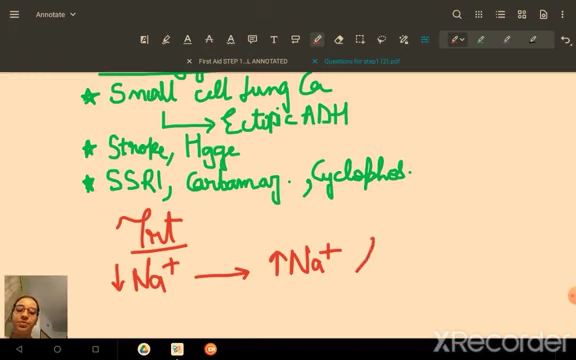 Annotate
First Aid STEP 1...L ANNOTATED
Questions for step1 (2).pdf
★ Small cell lung Ca
Ectopic ADH
★ Stroke, Hgge
★ SSRI, Carbamaz. , Cyclophos.
Trt
↓ Na+ → ↑ Na+
XRecorder